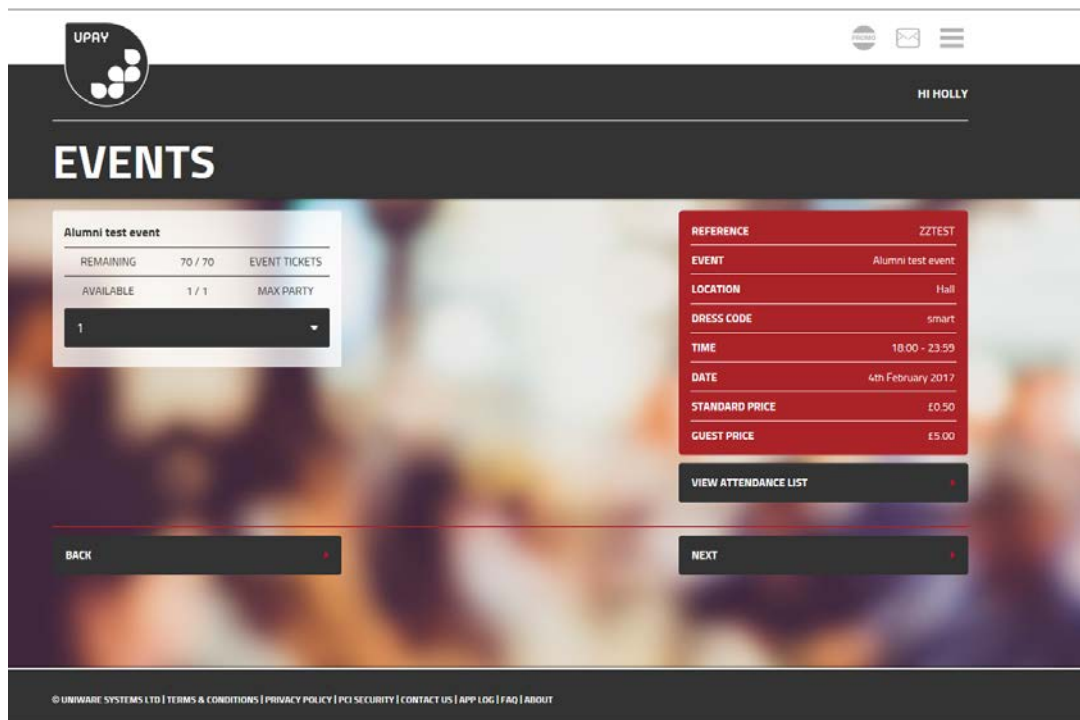 UPAY
PROMO
HI HOLLY
EVENTS
Alumni test event
REMAINING 70 / 70 EVENT TICKETS
AVAILABLE 1 / 1 MAX PARTY
1
REFERENCE ZZTEST
EVENT Alumni test event
LOCATION Hall
DRESS CODE smart
TIME 18:00 - 23:59
DATE 4th February 2017
STANDARD PRICE £0.50
GUEST PRICE £5.00
VIEW ATTENDANCE LIST
BACK
NEXT
© UNIWARE SYSTEMS LTD | TERMS & CONDITIONS | PRIVACY POLICY | PCI SECURITY | CONTACT US | APP LOG | FAQ | ABOUT